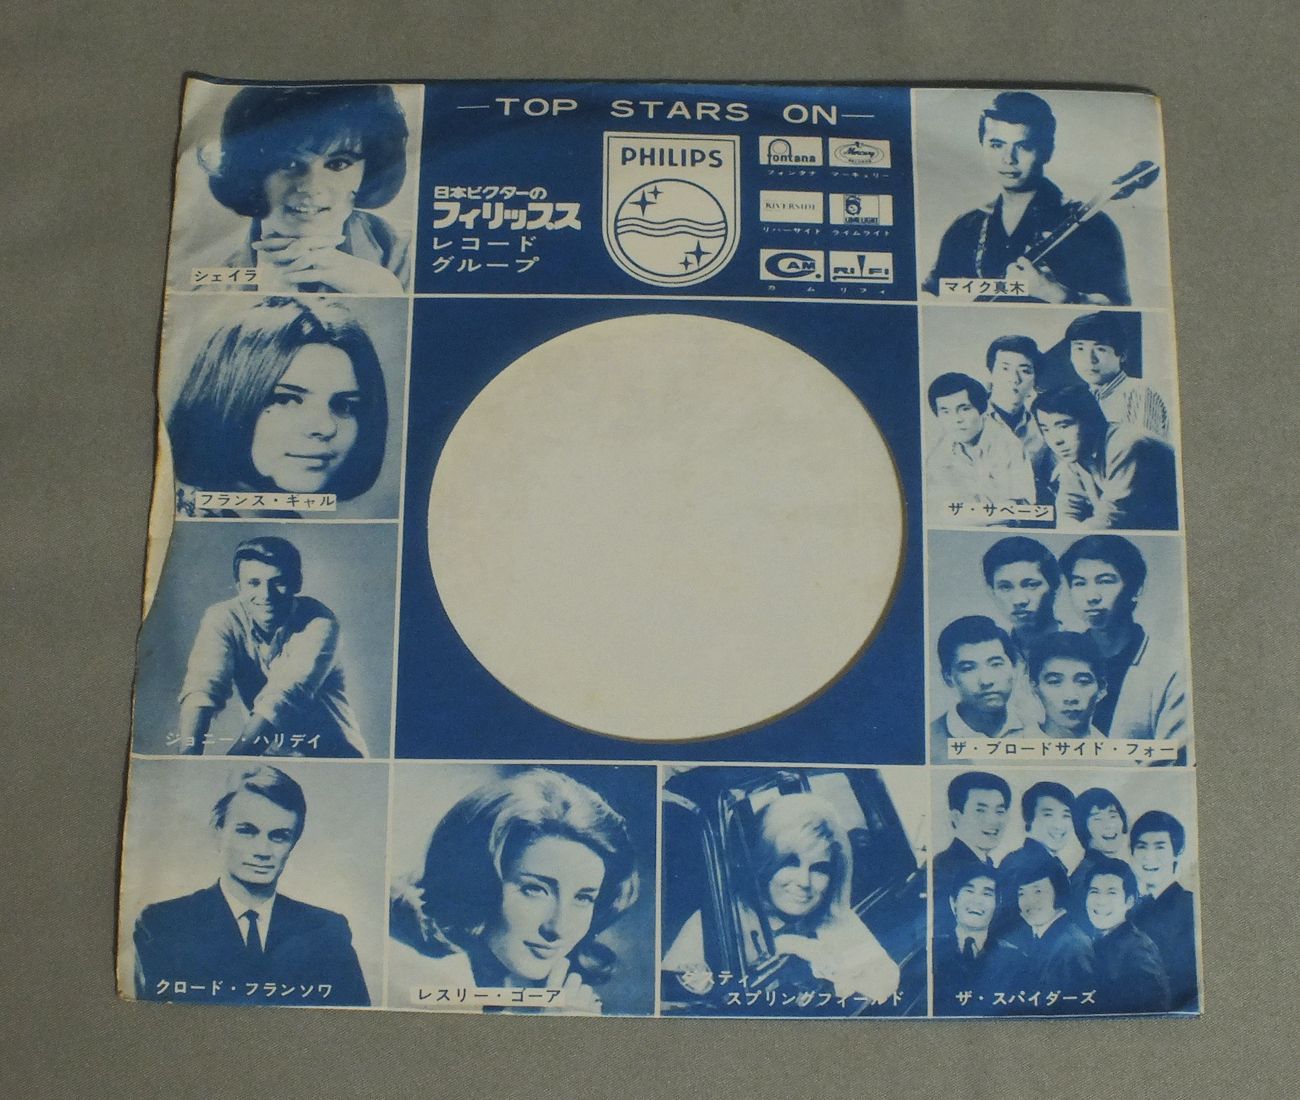 —TOP STARS ON—
日本ビクターの
フィリップス
レコード
グループ
PHILIPS
fontana
フォンタナ
Mercury
RECORDS
マーキュリー
RIVERSIDE
リバーサイド
LIMELIGHT
ライムライト
CAM.
カム
RIFI
リフィ
シェイラ
マイク真木
フランス・ギャル
ザ・サベージ
ジョニー・ハリデイ
ザ・ブロードサイド・フォー
クロード・フランソワ
レスリー・ゴーア
ダスティ
スプリングフィールド
ザ・スパイダーズ